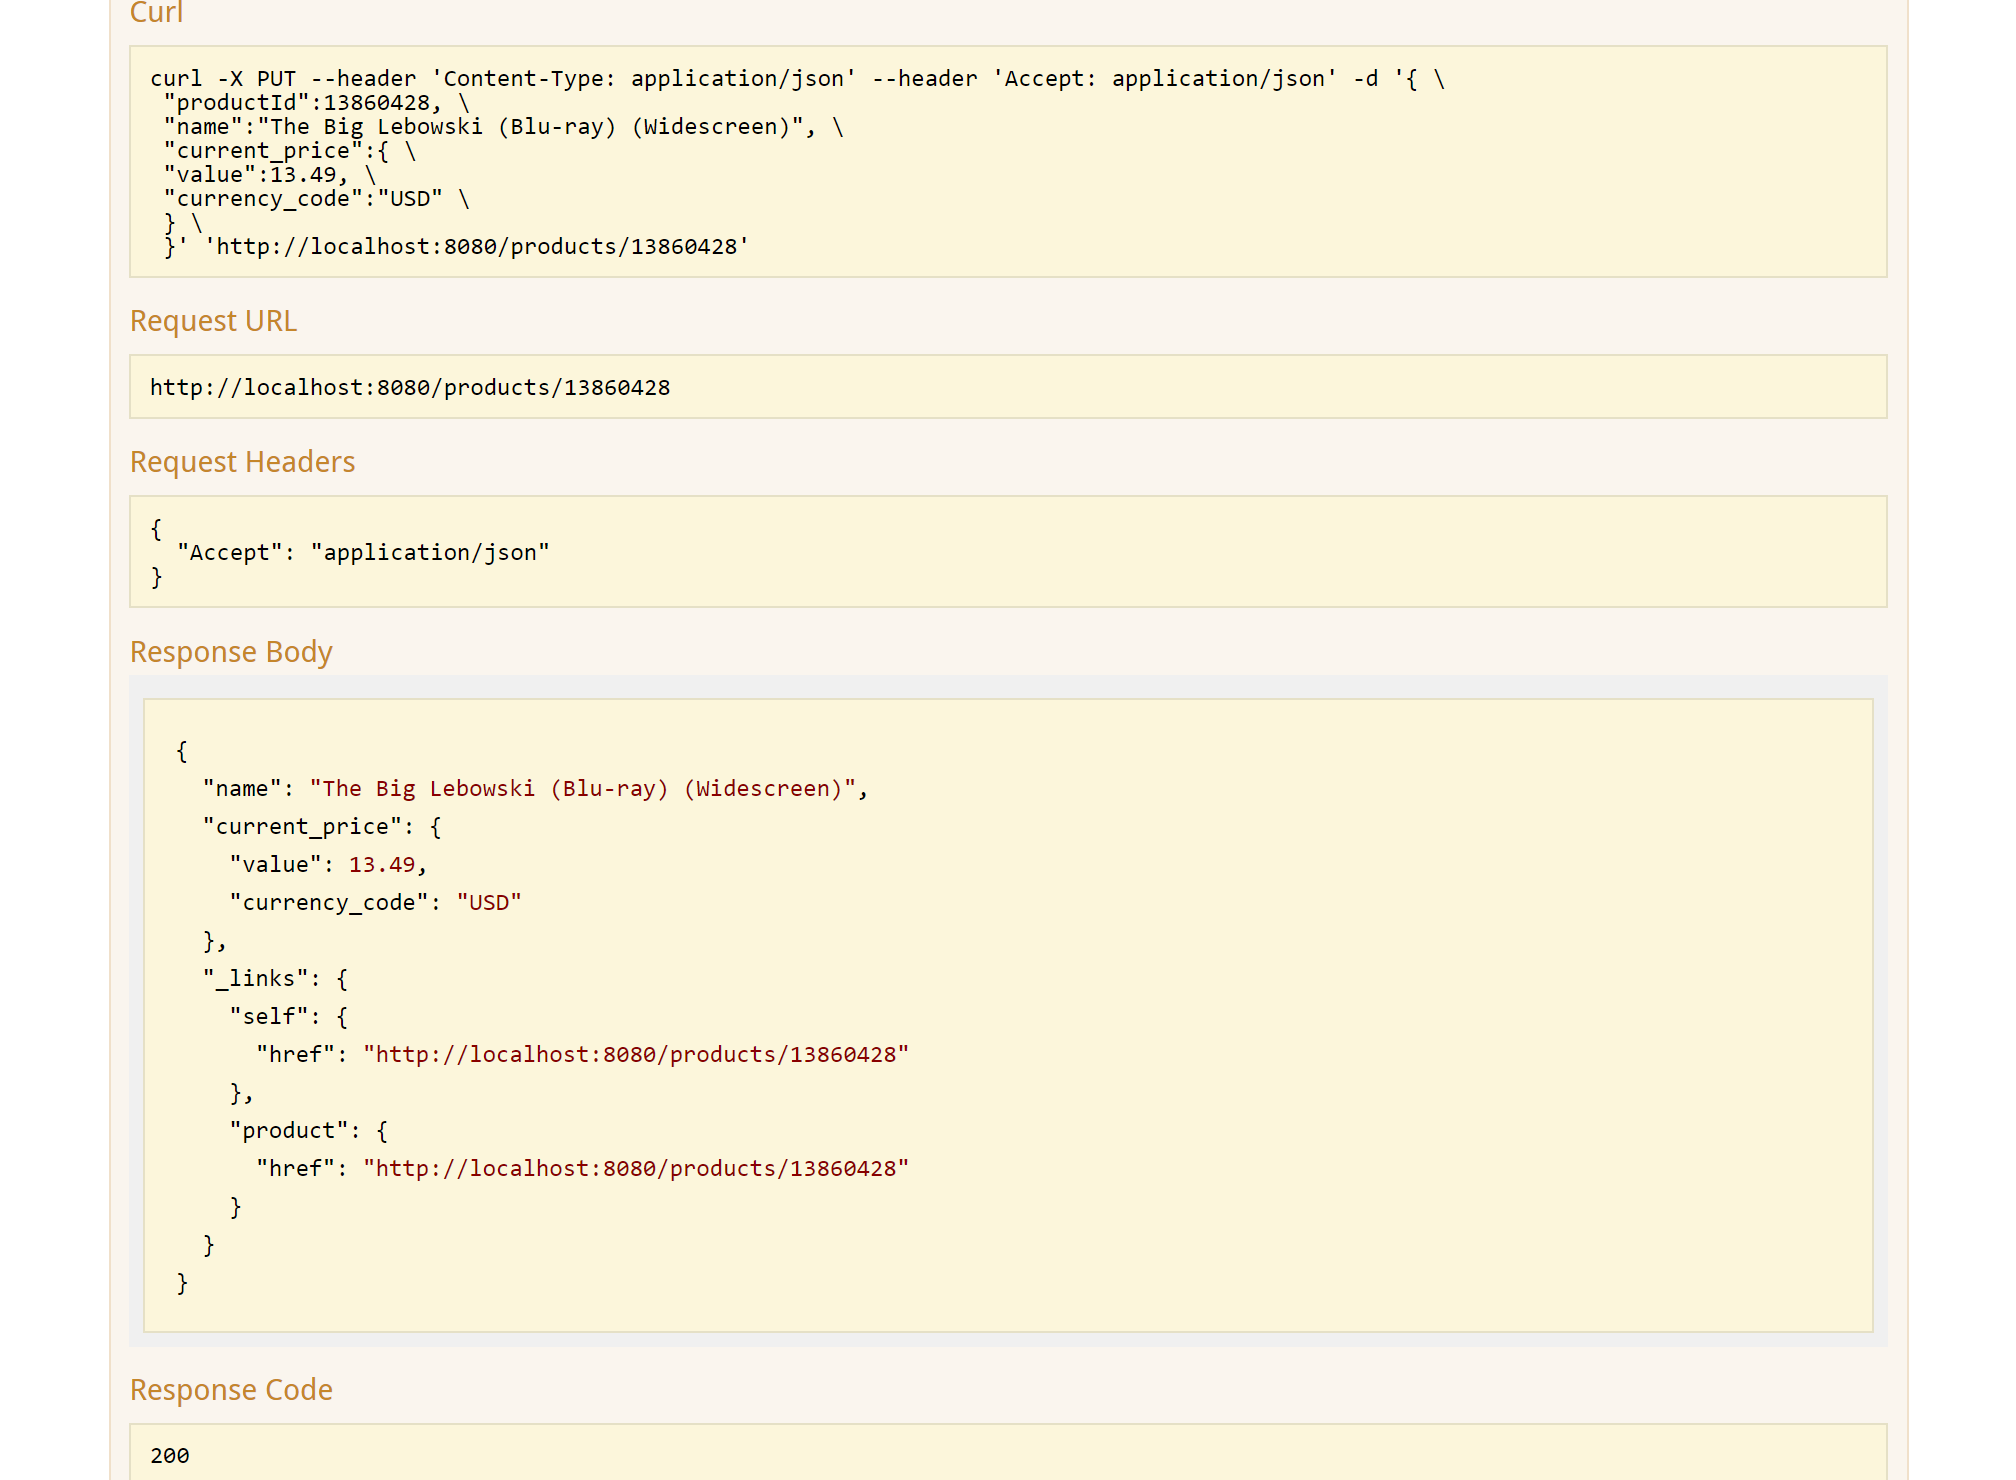 Curl
curl -X PUT --header 'Content-Type: application/json' --header 'Accept: application/json' -d '{ \
 "productId":13860428, \
 "name":"The Big Lebowski (Blu-ray) (Widescreen)", \
 "current_price":{ \
 "value":13.49, \
 "currency_code":"USD" \
 } \
 }' 'http://localhost:8080/products/13860428'
Request URL
http://localhost:8080/products/13860428
Request Headers
{
  "Accept": "application/json"
}
Response Body
{
  "name": "The Big Lebowski (Blu-ray) (Widescreen)",
  "current_price": {
    "value": 13.49,
    "currency_code": "USD"
  },
  "_links": {
    "self": {
      "href": "http://localhost:8080/products/13860428"
    },
    "product": {
      "href": "http://localhost:8080/products/13860428"
    }
  }
}
Response Code
200